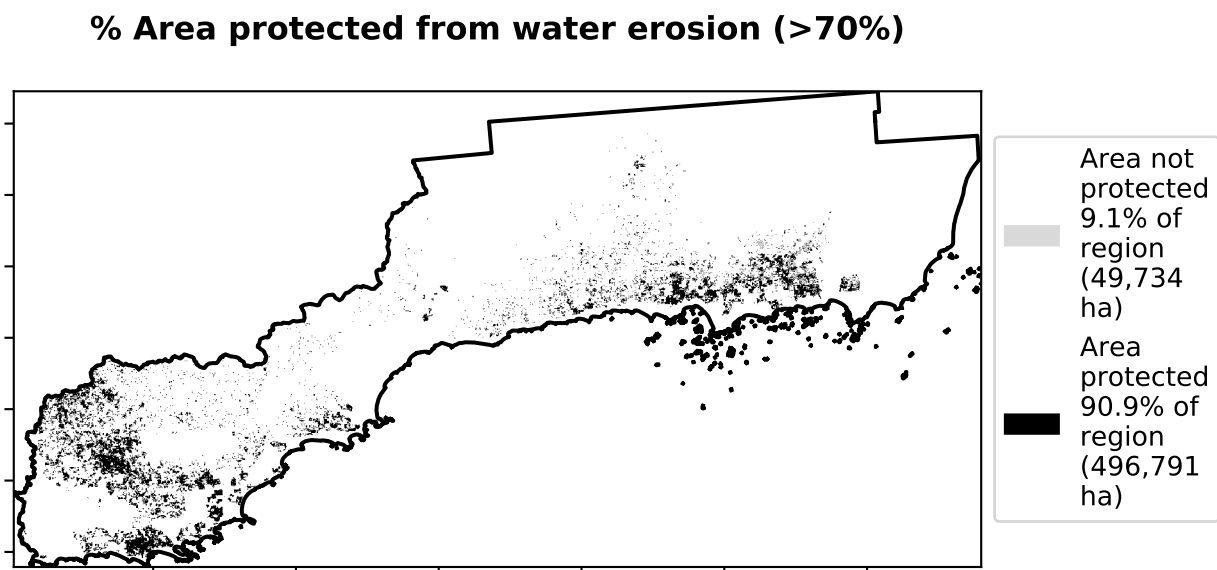 % Area protected from water erosion (>70%)
Area not
protected
9.1% of
region
(49,734
ha)
Area
protected
90.9% of
region
(496,791
ha)